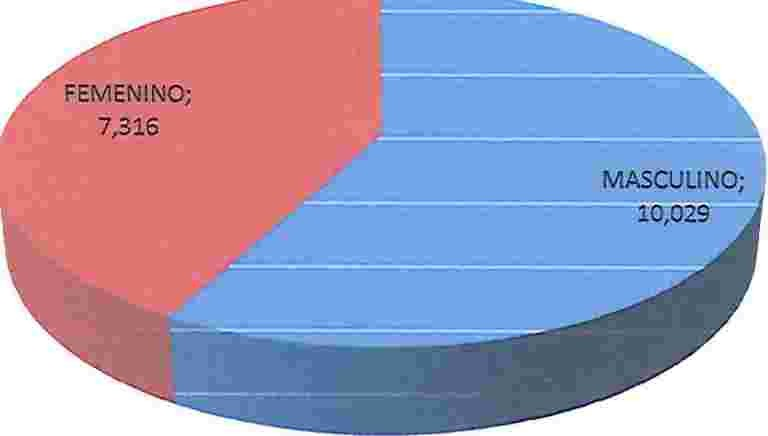 FEMENINO;
7,316
MASCULINO;
10,029